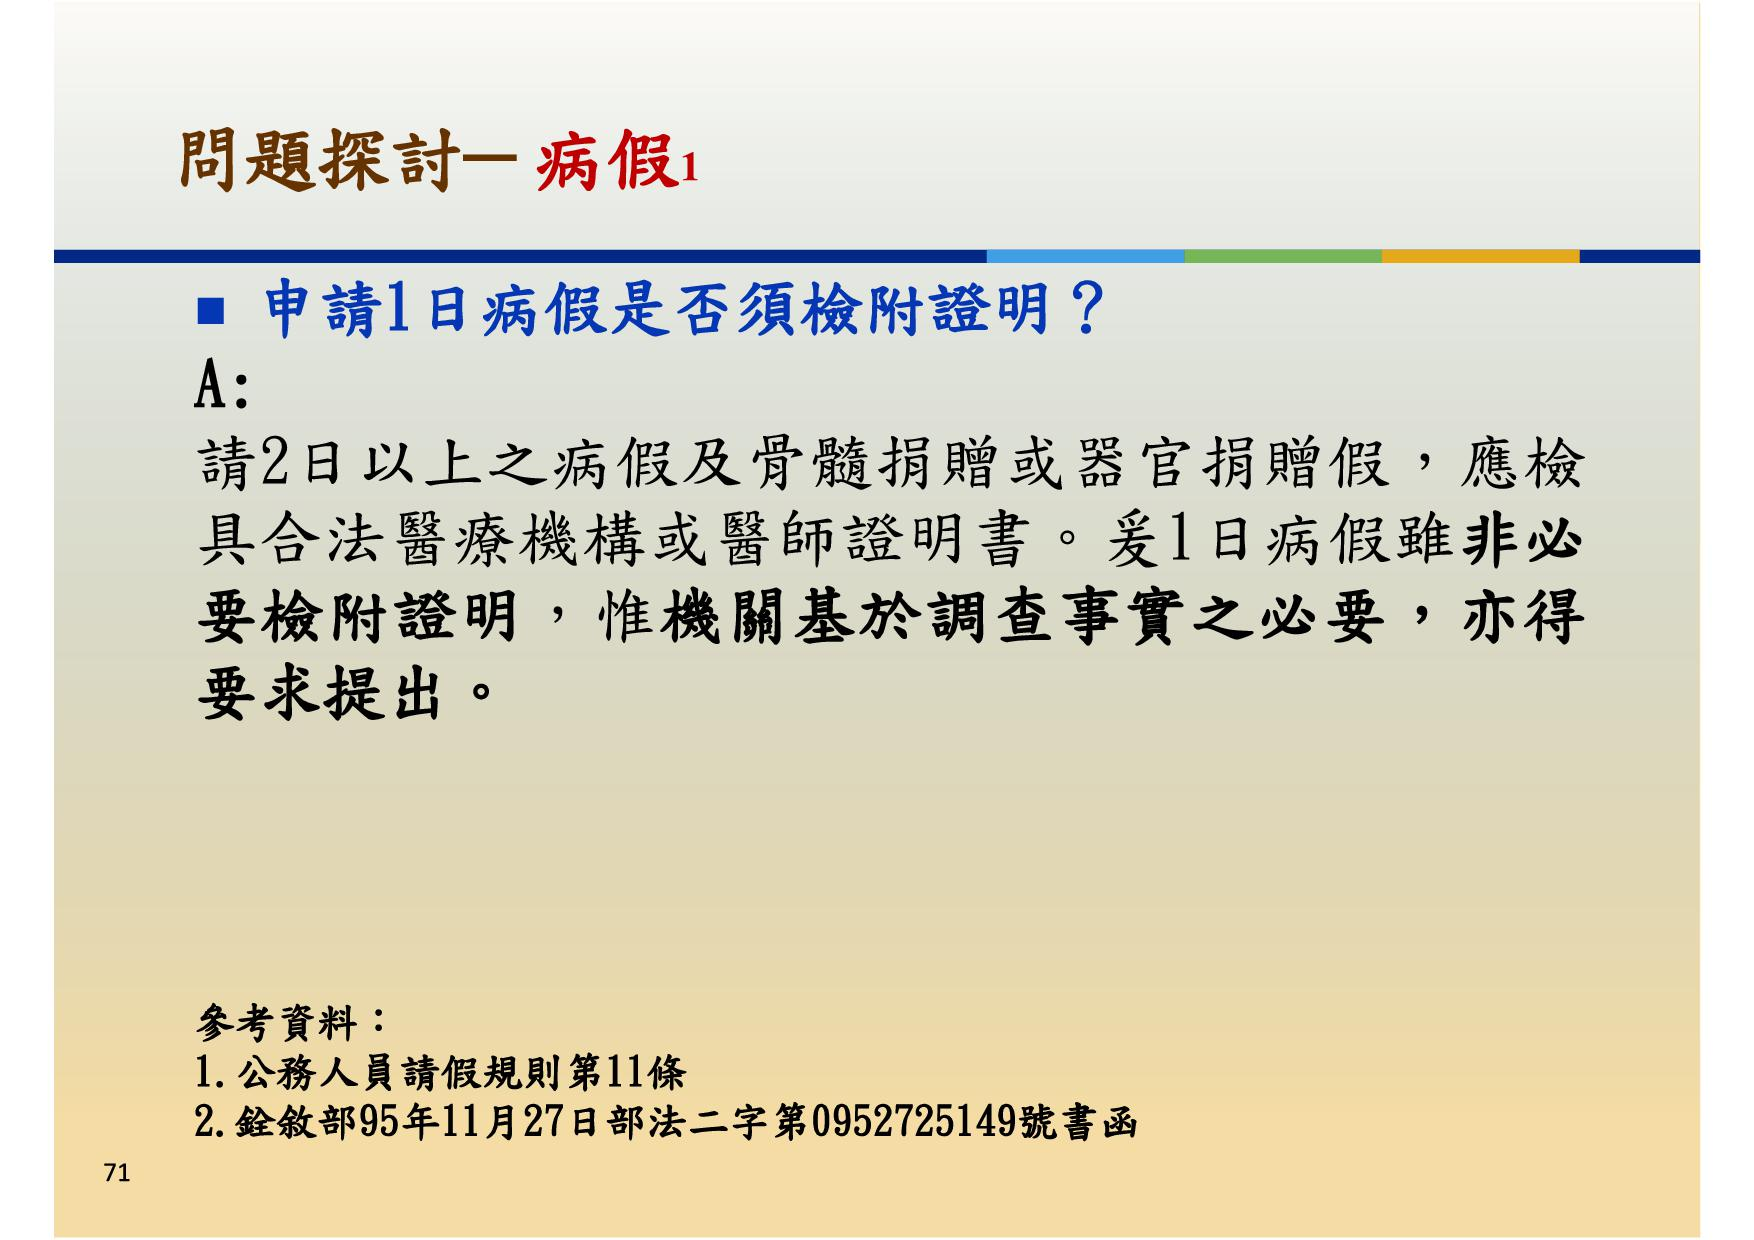 問題探討─ 病假1
■ 申請1日病假是否須檢附證明？
A:
請2日以上之病假及骨髓捐贈或器官捐贈假，應檢
具合法醫療機構或醫師證明書。爰1日病假雖非必
要檢附證明，惟機關基於調查事實之必要，亦得
要求提出。
參考資料：
1.公務人員請假規則第11條
2.銓敘部95年11月27日部法二字第0952725149號書函
71